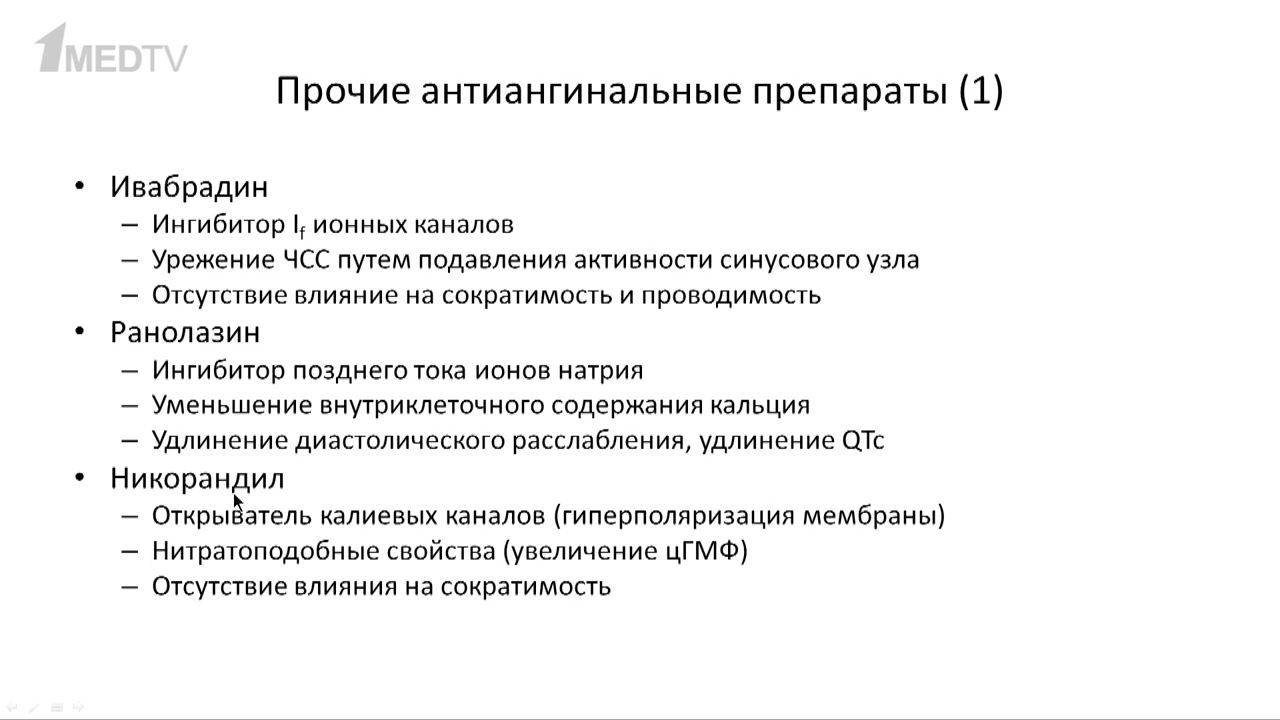 1MEDTV
Прочие антиангинальные препараты (1)
• Ивабрадин
– Ингибитор If ионных каналов
– Урежение ЧСС путем подавления активности синусового узла
– Отсутствие влияние на сократимость и проводимость
• Ранолазин
– Ингибитор позднего тока ионов натрия
– Уменьшение внутриклеточного содержания кальция
– Удлинение диастолического расслабления, удлинение QTc
• Никорандил
– Открыватель калиевых каналов (гиперполяризация мембраны)
– Нитратоподобные свойства (увеличение цГМФ)
– Отсутствие влияния на сократимость